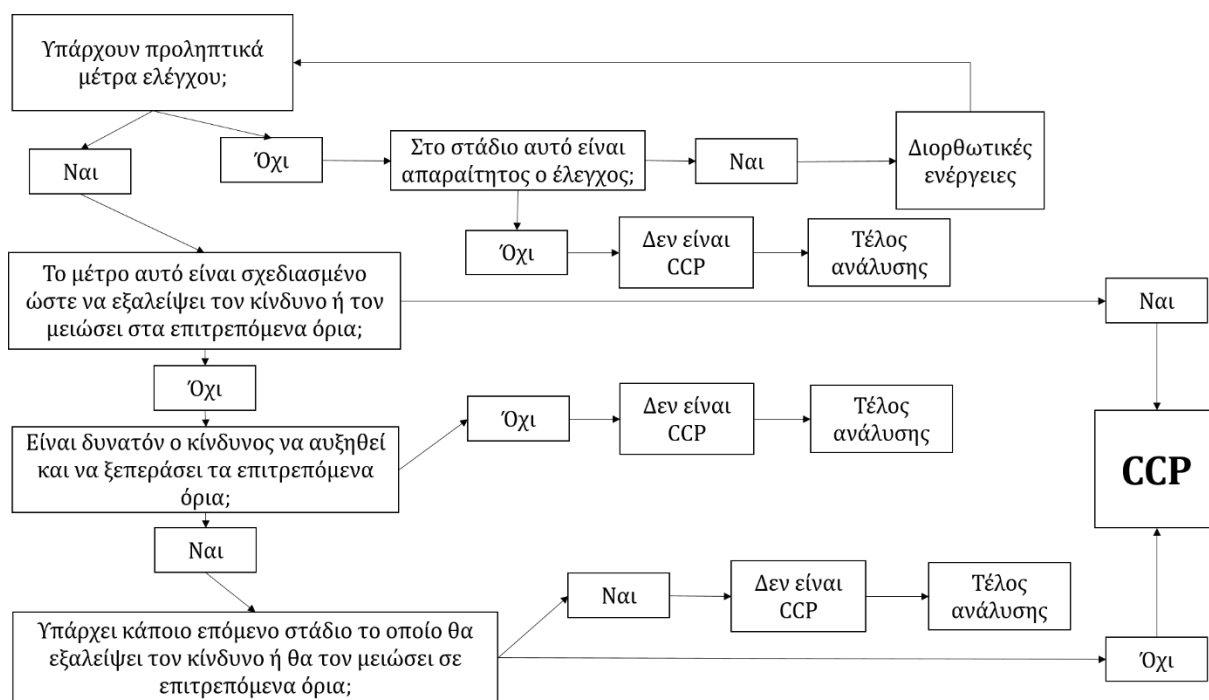 Υπάρχουν προληπτικά
μέτρα ελέγχου;
Ναι
Όχι
Στο στάδιο αυτό είναι
απαραίτητος ο έλεγχος;
Ναι
Διορθωτικές
ενέργειες
Όχι
Δεν είναι
CCP
Τέλος
ανάλυσης
Το μέτρο αυτό είναι σχεδιασμένο
ώστε να εξαλείψει τον κίνδυνο ή τον
μειώσει στα επιτρεπόμενα όρια;
Ναι
Όχι
Είναι δυνατόν ο κίνδυνος να αυξηθεί
και να ξεπεράσει τα επιτρεπόμενα
όρια;
Όχι
Δεν είναι
CCP
Τέλος
ανάλυσης
CCP
Ναι
Υπάρχει κάποιο επόμενο στάδιο το οποίο θα
εξαλείψει τον κίνδυνο ή θα τον μειώσει σε
επιτρεπόμενα όρια;
Ναι
Δεν είναι
CCP
Τέλος
ανάλυσης
Όχι